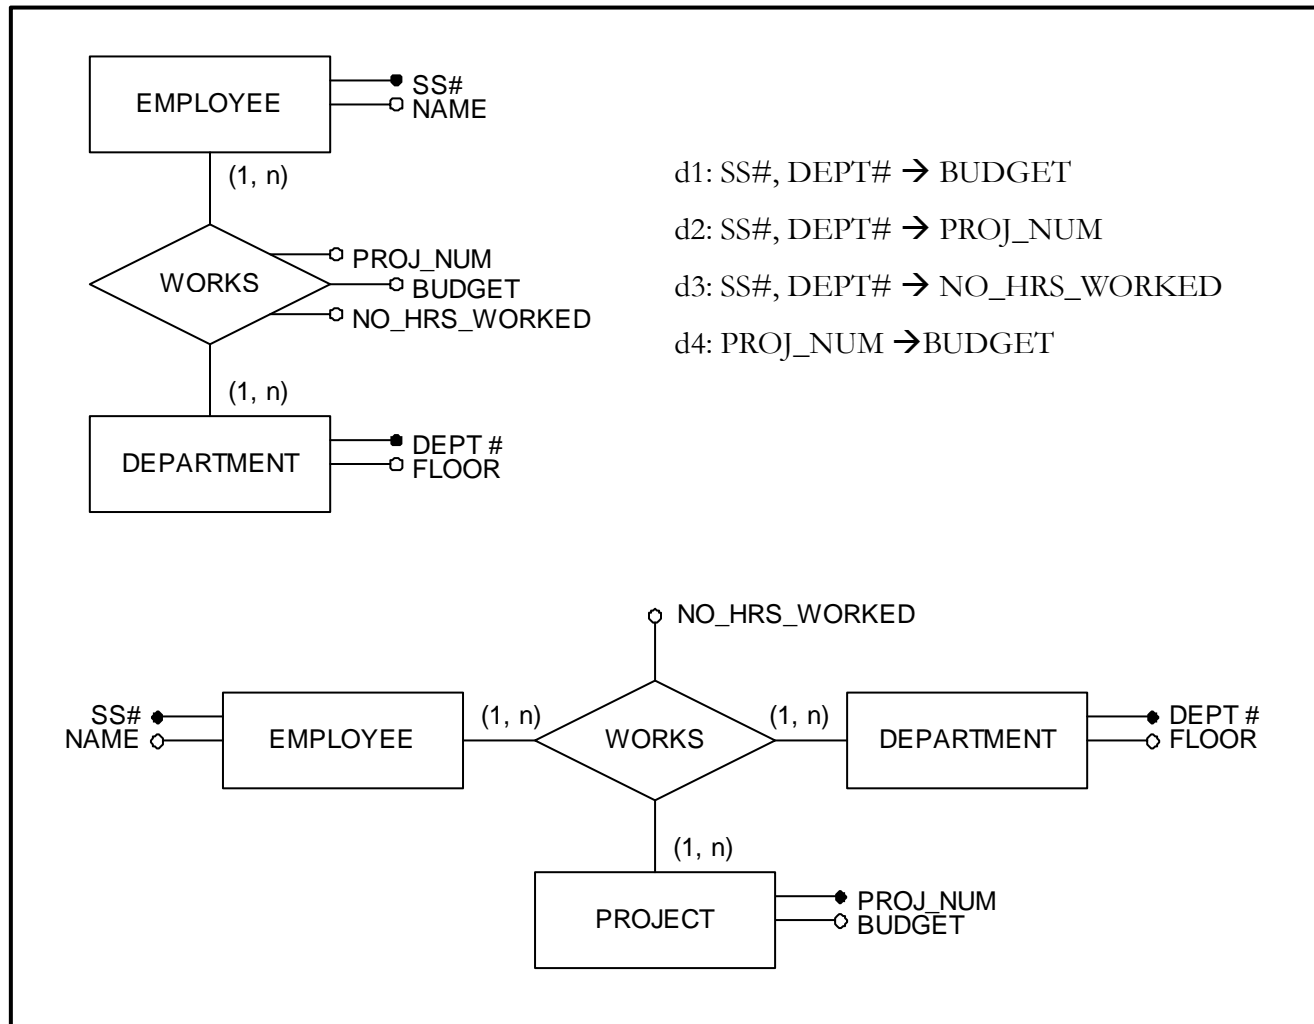 EMPLOYEE
SS#
NAME
(1, n)
WORKS
PROJ_NUM
BUDGET
NO_HRS_WORKED
(1, n)
DEPARTMENT
DEPT #
FLOOR
d1: SS#, DEPT# → BUDGET
d2: SS#, DEPT# → PROJ_NUM
d3: SS#, DEPT# → NO_HRS_WORKED
d4: PROJ_NUM →BUDGET
NO_HRS_WORKED
SS#
NAME
EMPLOYEE
(1, n)
WORKS
(1, n)
DEPARTMENT
DEPT #
FLOOR
(1, n)
PROJECT
PROJ_NUM
BUDGET